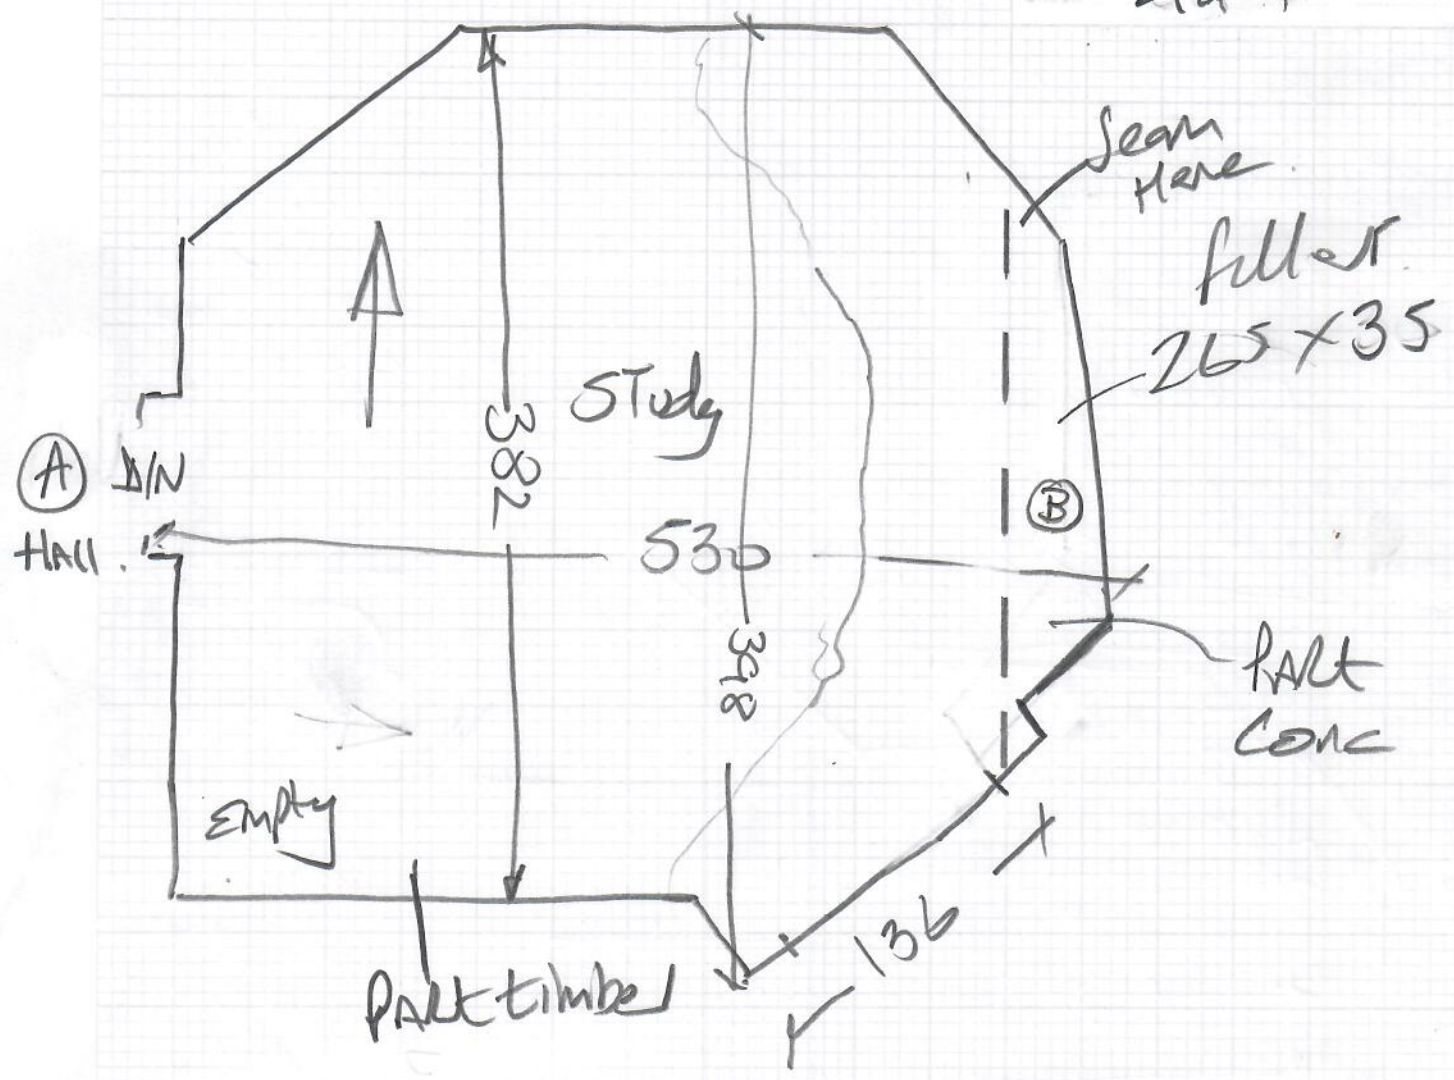 Seam
Here
filler
265 X 35
382
Study
A
D/N
Hall.
B
530
398
Part
Conc
Empty
136
Part timber